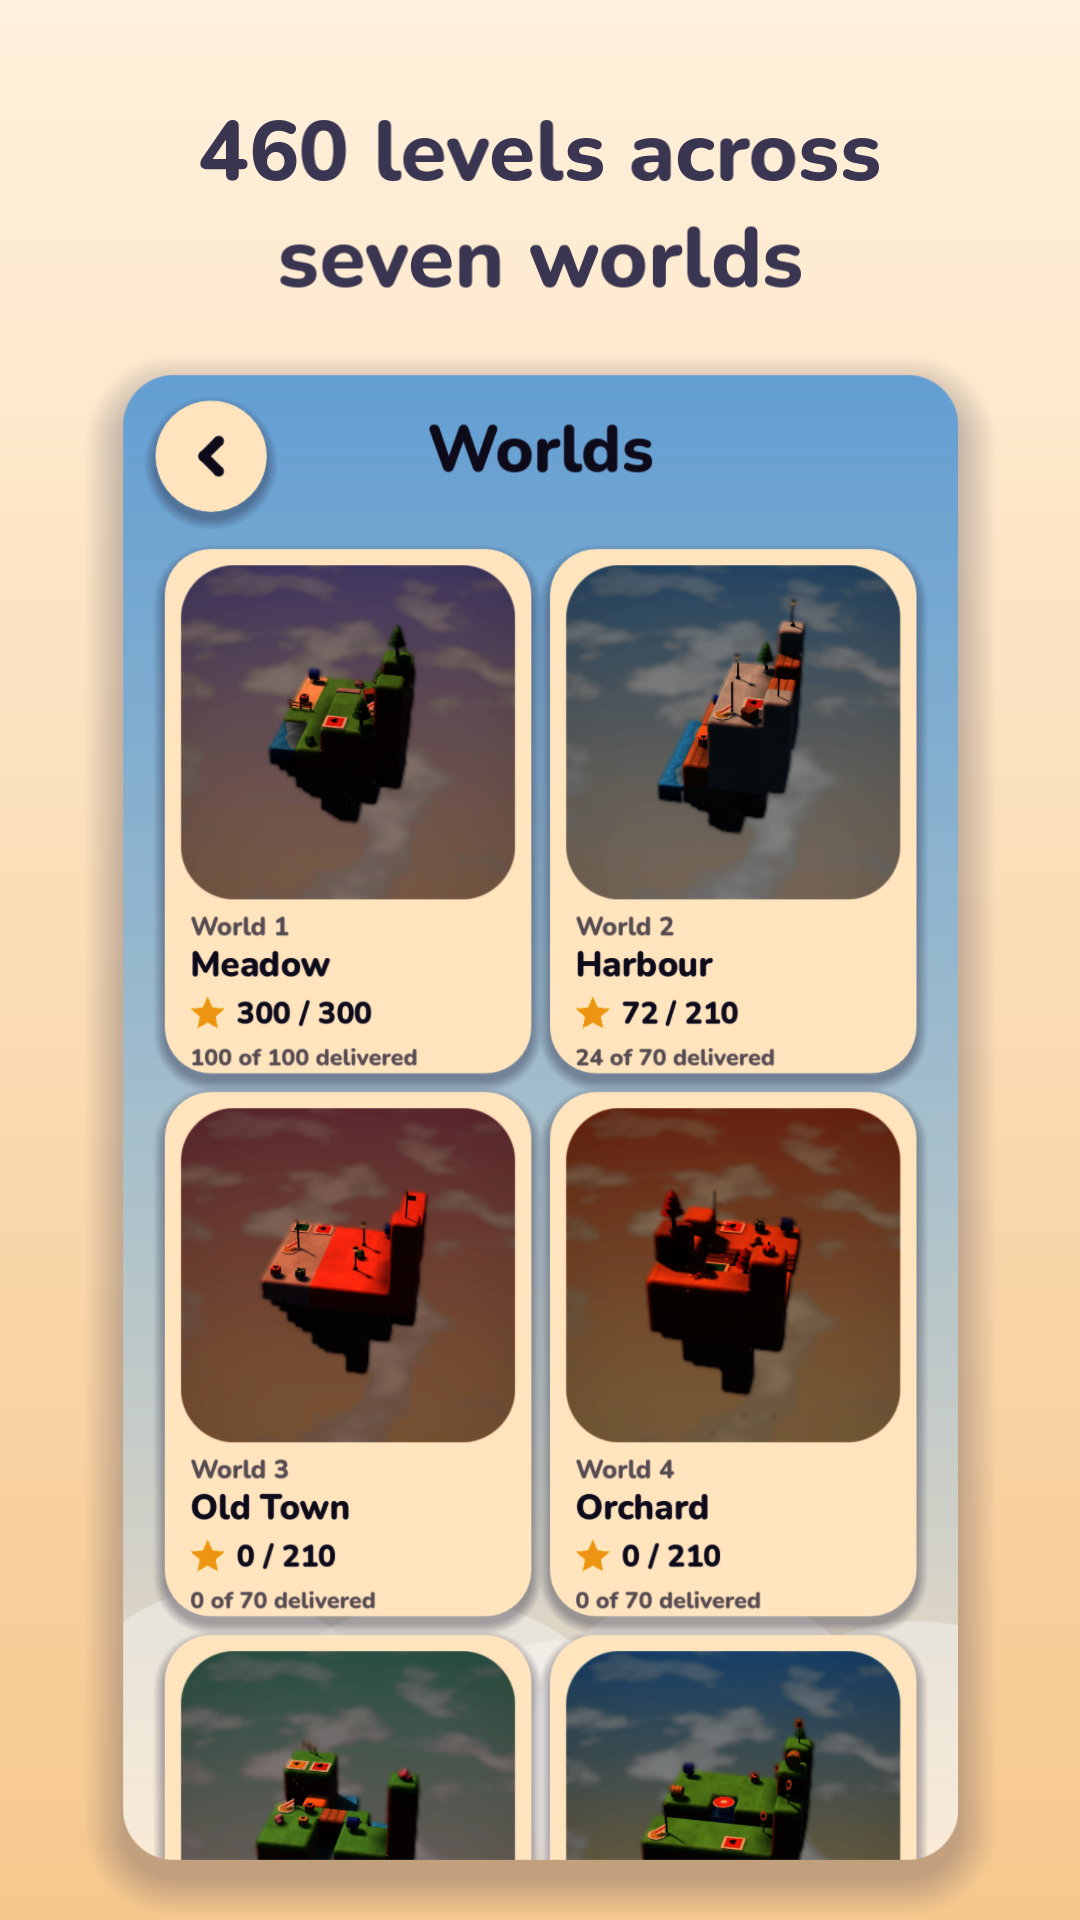 460 levels across
seven worlds
Worlds
World 1
Meadow
300 / 300
100 of 100 delivered
World 2
Harbour
72 / 210
24 of 70 delivered
World 3
Old Town
0 / 210
0 of 70 delivered
World 4
Orchard
0 / 210
0 of 70 delivered